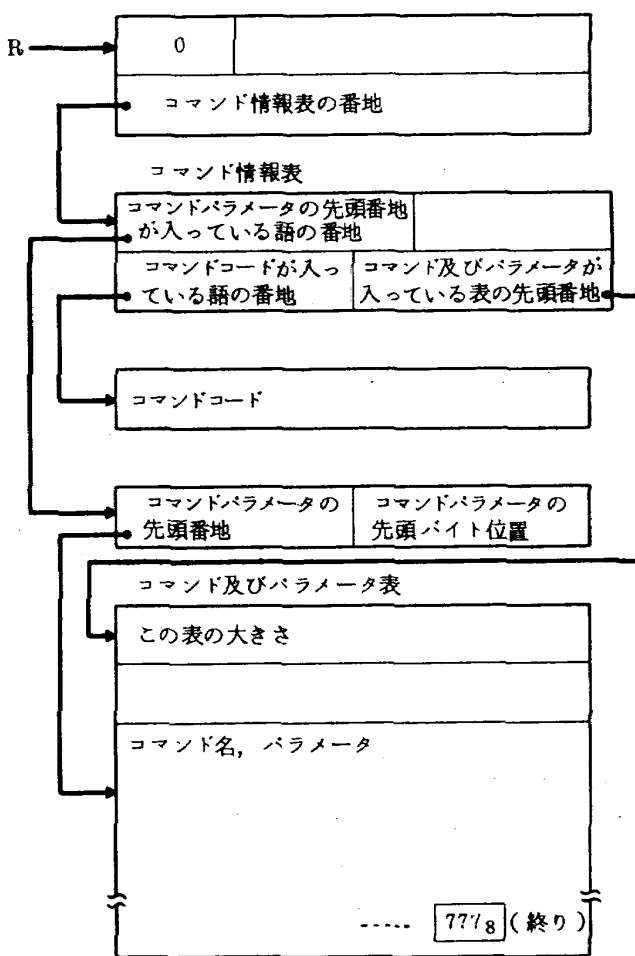 R
0
コマンド情報表の番地
コマンド情報表
コマンドパラメータの先頭番地
が入っている語の番地
コマンドコードが入っ
ている語の番地
コマンド及びパラメータが
入っている表の先頭番地
コマンドコード
コマンドパラメータの
先頭番地
コマンドパラメータの
先頭バイト位置
コマンド及びパラメータ表
この表の大きさ
コマンド名, パラメータ
..... 777₈ (終り)